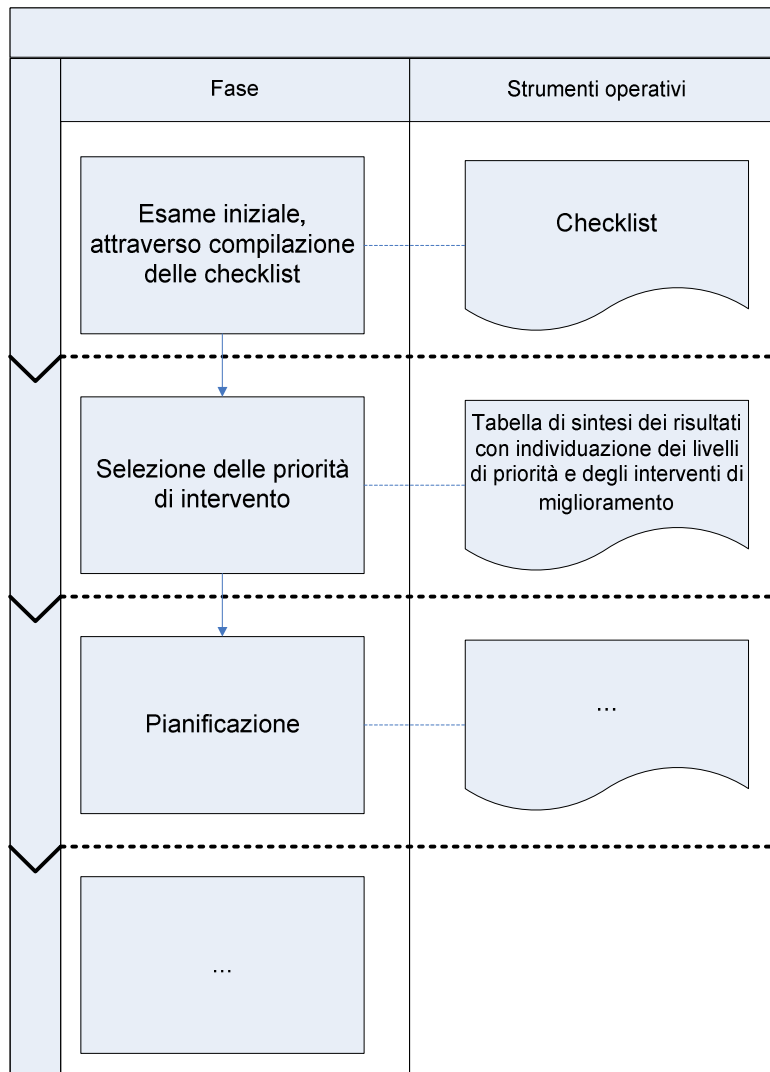 Fase
Strumenti operativi
Esame iniziale,
attraverso compilazione
delle checklist
Checklist
Selezione delle priorità
di intervento
Tabella di sintesi dei risultati
con individuazione dei livelli
di priorità e degli interventi di
miglioramento
Pianificazione
...
...